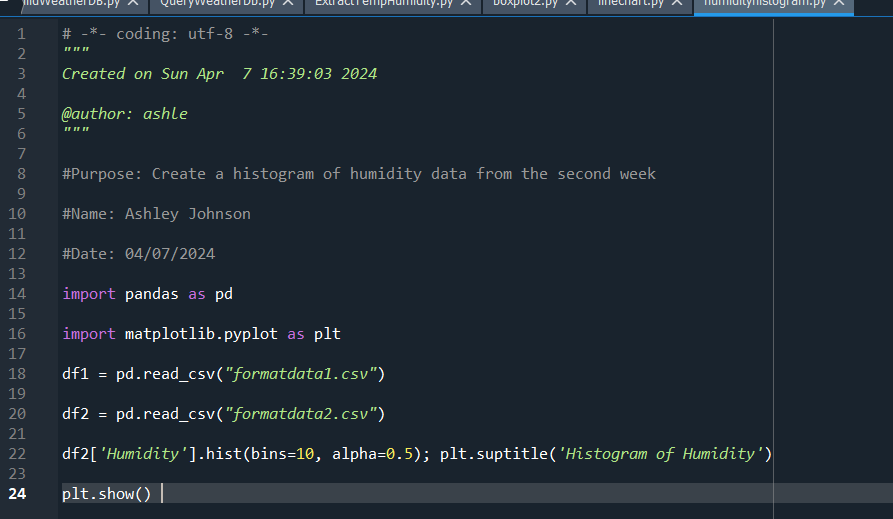 QueryWeatherDB.py
ExtractTempHumidity.py
boxplot2.py
linechart.py
humidityhistogram.py
1 # -*- coding: utf-8 -*-
2 """
3 Created on Sun Apr  7 16:39:03 2024
4
5 @author: ashle
6 """
7
8 #Purpose: Create a histogram of humidity data from the second week
9
10 #Name: Ashley Johnson
11
12 #Date: 04/07/2024
13
14 import pandas as pd
15
16 import matplotlib.pyplot as plt
17
18 df1 = pd.read_csv("formatdata1.csv")
19
20 df2 = pd.read_csv("formatdata2.csv")
21
22 df2['Humidity'].hist(bins=10, alpha=0.5); plt.suptitle('Histogram of Humidity')
23
24 plt.show()